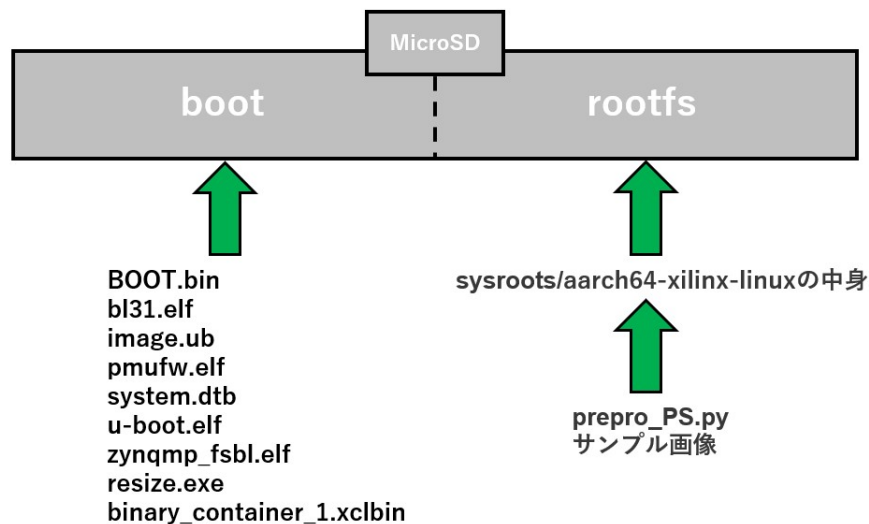 MicroSD
boot
rootfs
BOOT.bin
bl31.elf
image.ub
pmufw.elf
system.dtb
u-boot.elf
zynqmp_fsbl.elf
resize.exe
binary_container_1.xclbin
sysroots/aarch64-xilinx-linuxの中身
prepro_PS.py
サンプル画像